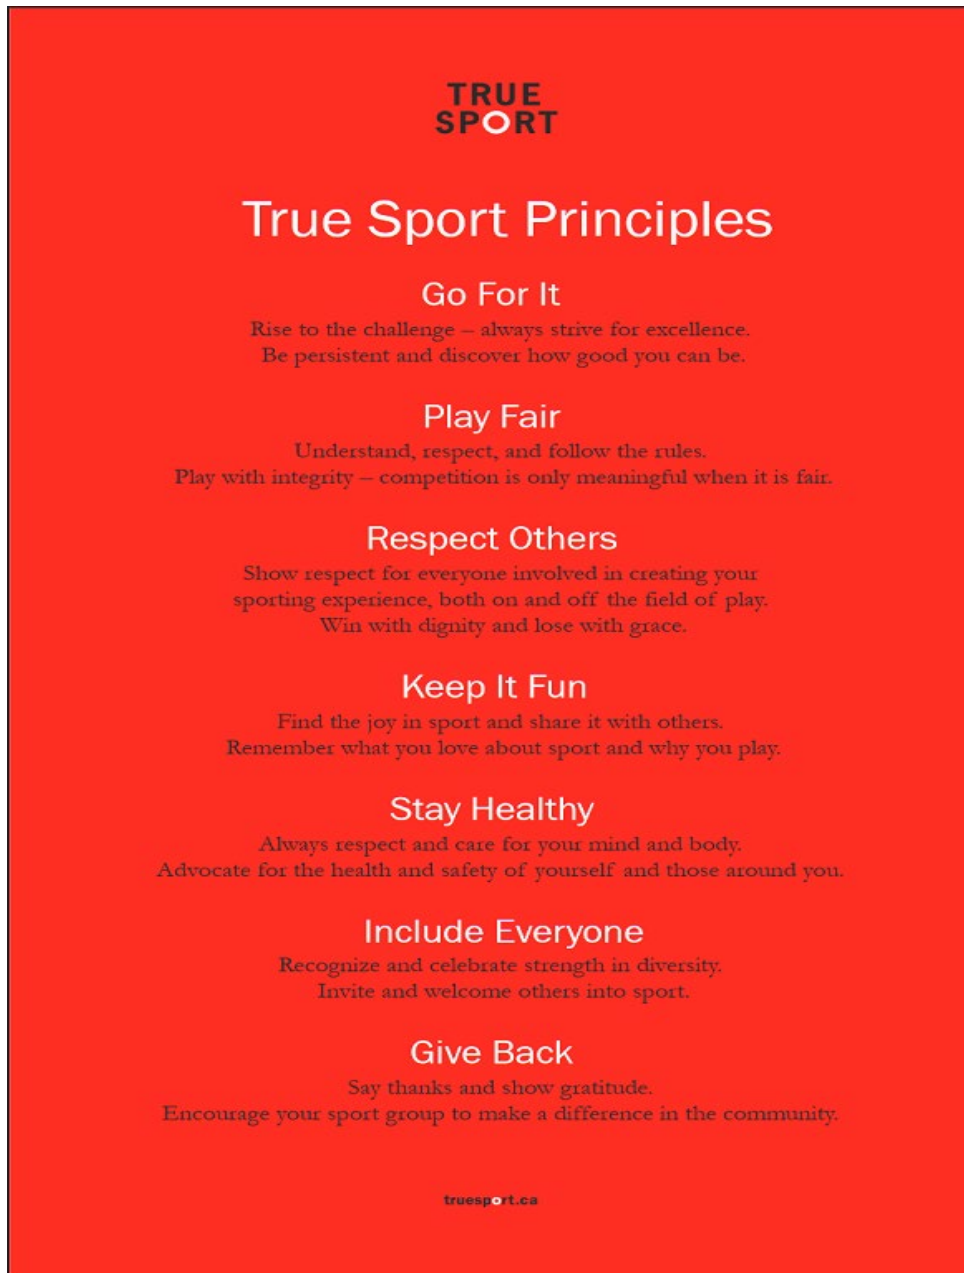 TRUE
SPORT
True Sport Principles
Go For It
Rise to the challenge – always strive for excellence.
Be persistent and discover how good you can be.
Play Fair
Understand, respect, and follow the rules.
Play with integrity – competition is only meaningful when it is fair.
Respect Others
Show respect for everyone involved in creating your
sporting experience, both on and off the field of play.
Win with dignity and lose with grace.
Keep It Fun
Find the joy in sport and share it with others.
Remember what you love about sport and why you play.
Stay Healthy
Always respect and care for your mind and body.
Advocate for the health and safety of yourself and those around you.
Include Everyone
Recognize and celebrate strength in diversity.
Invite and welcome others into sport.
Give Back
Say thanks and show gratitude.
Encourage your sport group to make a difference in the community.
truesport.ca